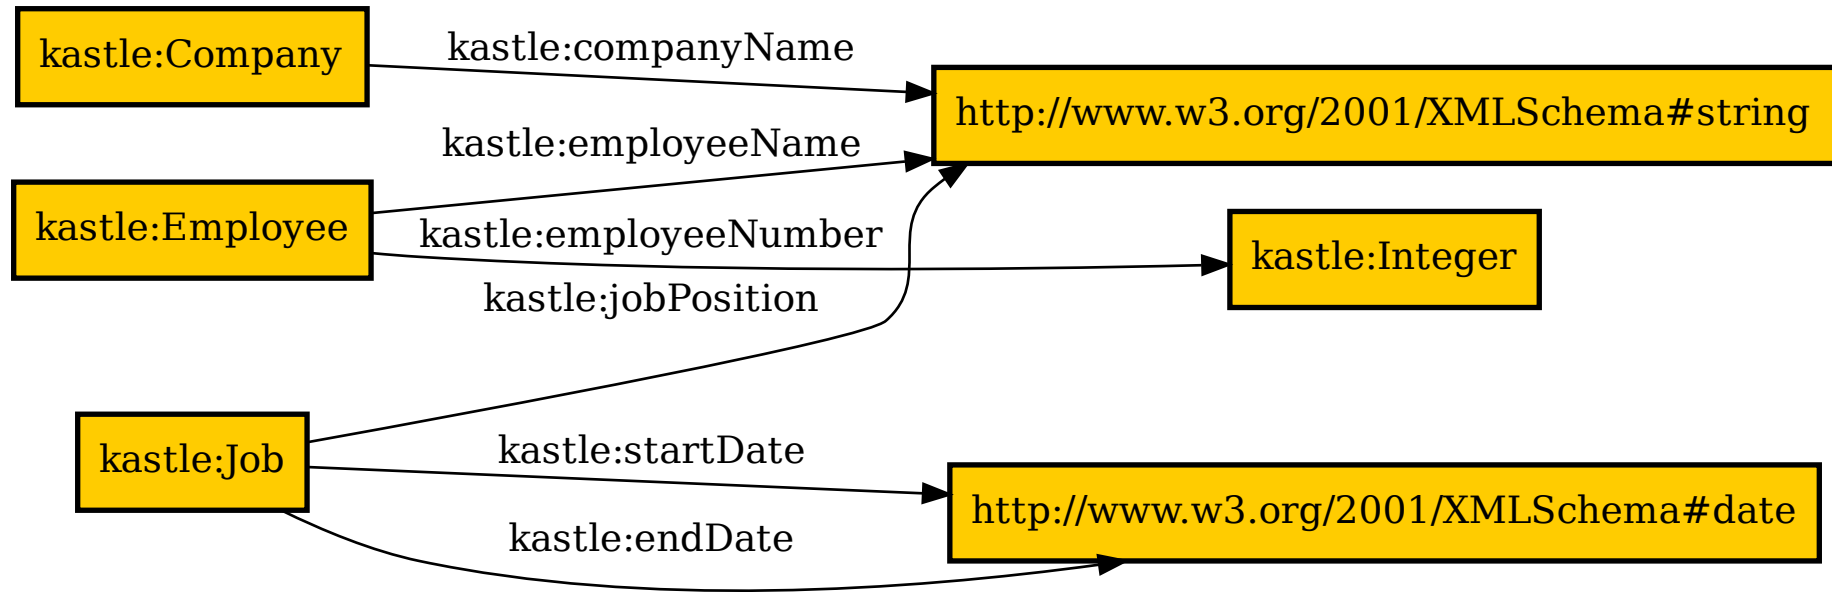 kastle:Company
kastle:companyName
http://www.w3.org/2001/XMLSchema#string
kastle:employeeName
kastle:Employee
kastle:employeeNumber
kastle:Integer
kastle:jobPosition
kastle:Job
kastle:startDate
http://www.w3.org/2001/XMLSchema#date
kastle:endDate